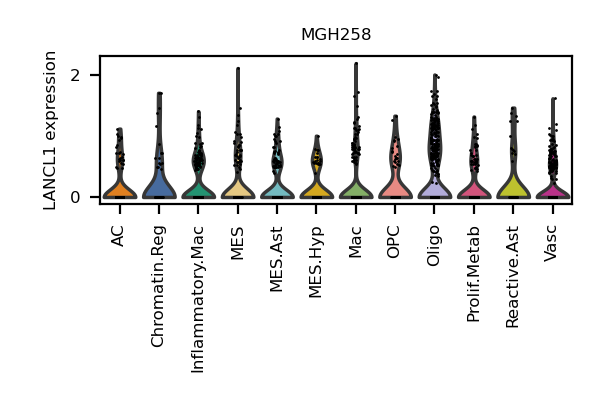 MGH258
LANCL1 expression
2
0
AC
Chromatin.Reg
Inflammatory.Mac
MES
MES.Ast
MES.Hyp
Mac
OPC
Oligo
Prolif.Metab
Reactive.Ast
Vasc